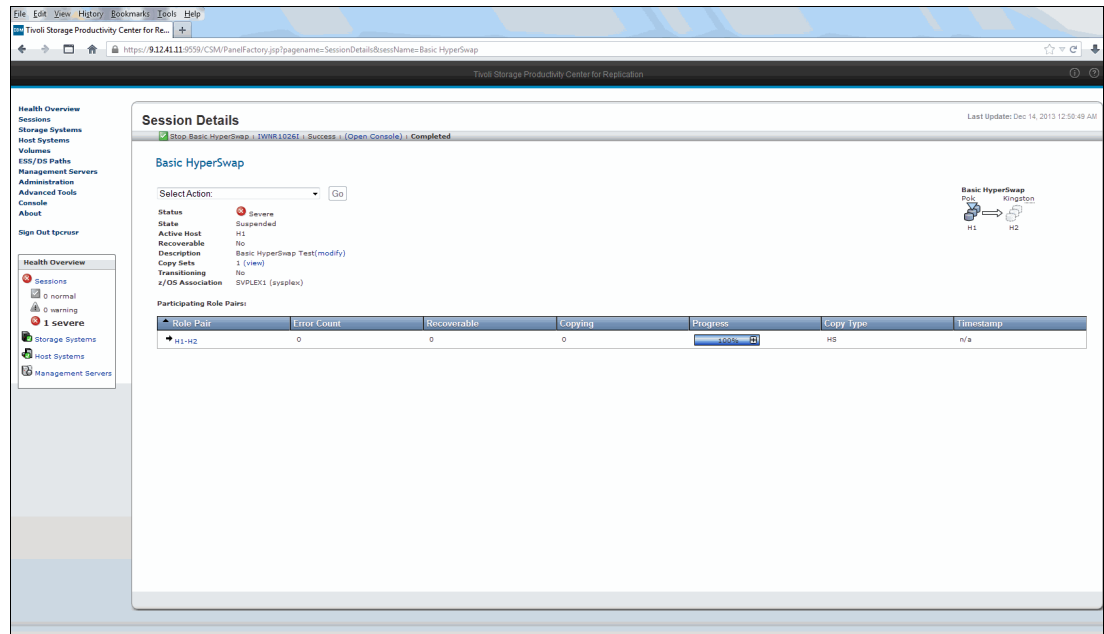 File Edit View History Bookmarks Tools Help
IBM Tivoli Storage Productivity Center for Re... +
https://9.12.41.11:9559/CSM/PanelFactory.jsp?pagename=SessionDetails&sessName=Basic HyperSwap
Tivoli Storage Productivity Center for Replication
Health Overview
Sessions
Storage Systems
Host Systems
Volumes
ESS/DS Paths
Management Servers
Administration
Advanced Tools
Console
About
Sign Out tpcrusr
Health Overview
Sessions
0 normal
0 warning
1 severe
Storage Systems
Host Systems
Management Servers
Session Details
Last Update: Dec 14, 2013 12:50:49 AM
Stop Basic HyperSwap : IWNR1026I : Success : (Open Console) : Completed
Basic HyperSwap
Select Action: Go
Status Severe
State Suspended
Active Host H1
Recoverable No
Description Basic HyperSwap Test(modify)
Copy Sets 1 (view)
Transitioning No
z/OS Association SVPLEX1 (sysplex)
Basic HyperSwap
Pok Kingston
H1 H2
Participating Role Pairs:
Role Pair Error Count Recoverable Copying Progress Copy Type Timestamp
H1-H2 0 0 0 100% HS n/a